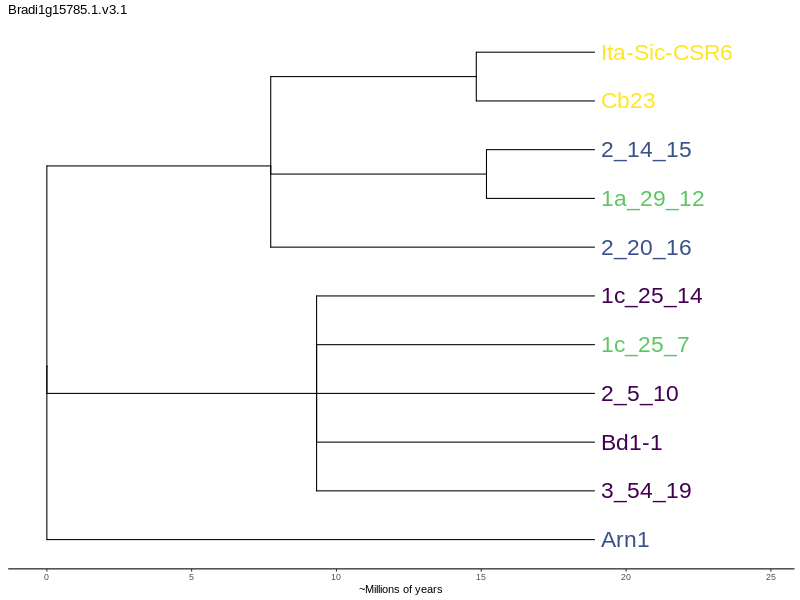 Bradi1g15785.1.v3.1
Ita-Sic-CSR6
Cb23
2_14_15
1a_29_12
2_20_16
1c_25_14
1c_25_7
2_5_10
Bd1-1
3_54_19
Arn1
0 5 10 15 20 25
~Millions of years